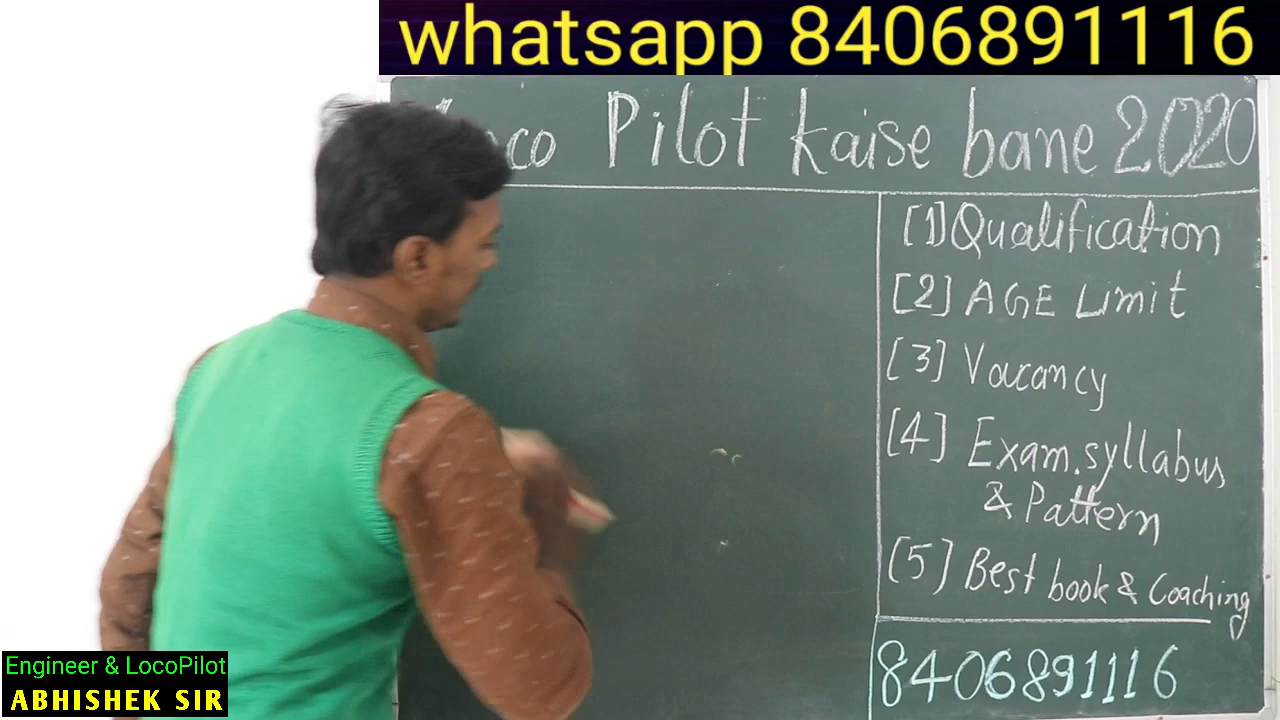 whatsapp 8406891116
Pilot kaise bane 2020
[1] Qualification
[2] AGE Limit
[3] Vacancy
[4] Exam.syllabus
& Pattern
[5] Best book & Coaching
8406891116
Engineer & LocoPilot
ABHISHEK SIR